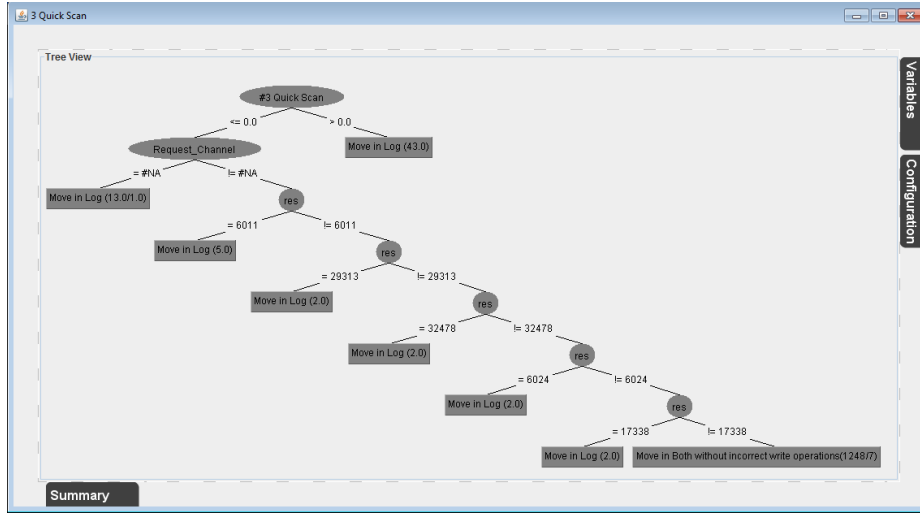 3 Quick Scan
Tree View
#3 Quick Scan
<= 0.0
> 0.0
Request_Channel
Move in Log (43.0)
= #NA
!= #NA
Move in Log (13.0/1.0)
res
= 6011
!= 6011
Move in Log (5.0)
res
= 29313
!= 29313
Move in Log (2.0)
res
= 32478
!= 32478
Move in Log (2.0)
res
= 6024
!= 6024
Move in Log (2.0)
res
= 17338
!= 17338
Move in Log (2.0)
Move in Both without incorrect write operations(1248/7)
Variables
Configuration
Summary